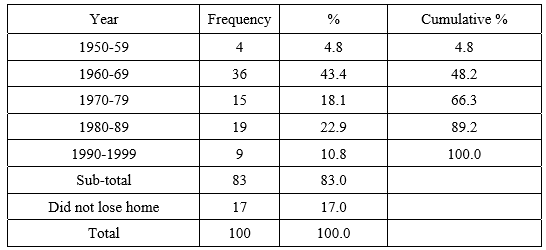 Year Frequency % Cumulative %
1950-59 4 4.8 4.8
1960-69 36 43.4 48.2
1970-79 15 18.1 66.3
1980-89 19 22.9 89.2
1990-1999 9 10.8 100.0
Sub-total 83 83.0
Did not lose home 17 17.0
Total 100 100.0